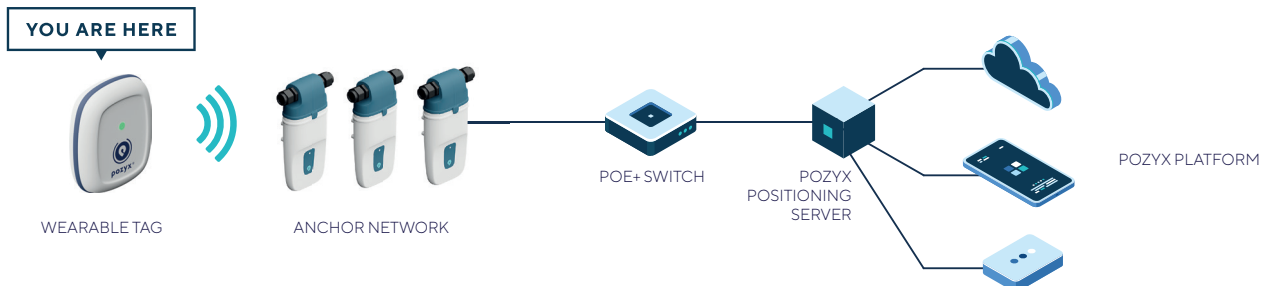 YOU ARE HERE
pozyx
WEARABLE TAG
ANCHOR NETWORK
POE+ SWITCH
POZYX
POSITIONING
SERVER
POZYX PLATFORM